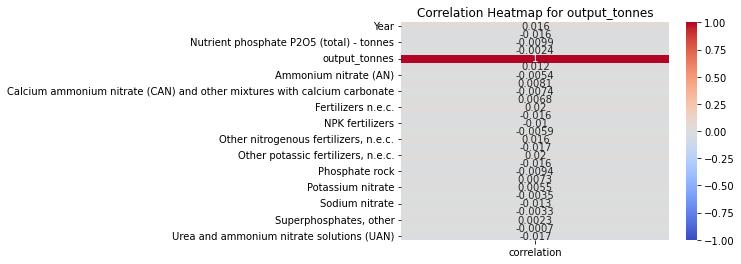 Correlation Heatmap for output_tonnes
Year
0.016
-0.016
Nutrient phosphate P2O5 (total) - tonnes
-0.0099
-0.0024
output_tonnes
1
0.012
Ammonium nitrate (AN)
-0.0054
0.0081
Calcium ammonium nitrate (CAN) and other mixtures with calcium carbonate
-0.0074
0.0068
Fertilizers n.e.c.
0.02
-0.016
NPK fertilizers
-0.01
-0.0059
Other nitrogenous fertilizers, n.e.c.
0.016
-0.017
Other potassic fertilizers, n.e.c.
0.02
-0.016
Phosphate rock
-0.0094
0.0073
Potassium nitrate
0.0055
-0.0035
Sodium nitrate
-0.013
-0.0033
Superphosphates, other
0.0023
-0.0007
Urea and ammonium nitrate solutions (UAN)
-0.017
correlation
1.00
0.75
0.50
0.25
0.00
−0.25
−0.50
−0.75
−1.00